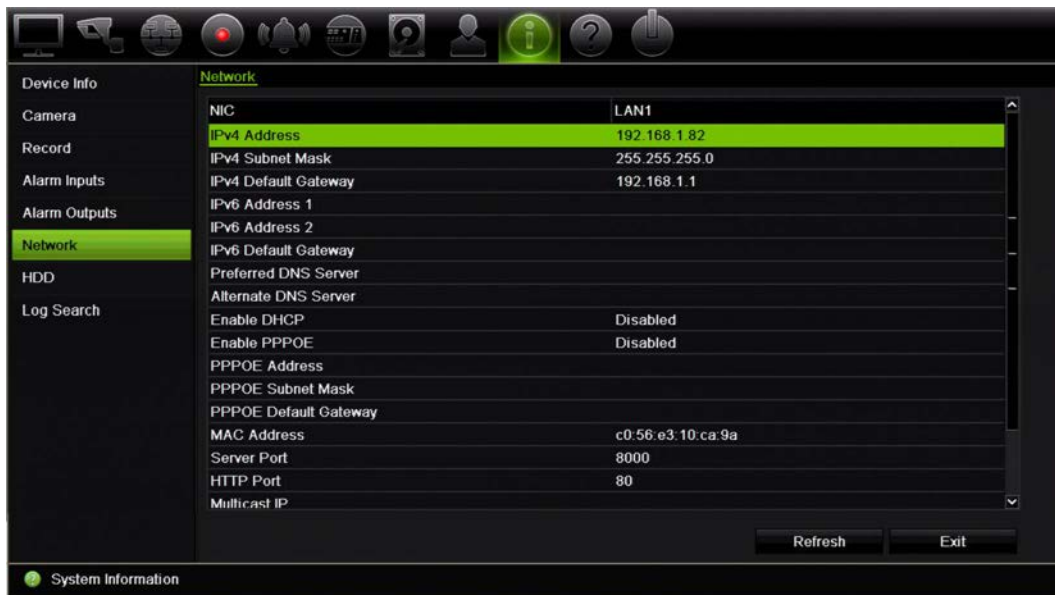 Network
Device Info
Camera
Record
Alarm Inputs
Alarm Outputs
Network
HDD
Log Search
NIC LAN1
IPv4 Address 192.168.1.82
IPv4 Subnet Mask 255.255.255.0
IPv4 Default Gateway 192.168.1.1
IPv6 Address 1
IPv6 Address 2
IPv6 Default Gateway
Preferred DNS Server
Alternate DNS Server
Enable DHCP Disabled
Enable PPPOE Disabled
PPPOE Address
PPPOE Subnet Mask
PPPOE Default Gateway
MAC Address c0:56:e3:10:ca:9a
Server Port 8000
HTTP Port 80
Multicast IP
Refresh Exit
System Information